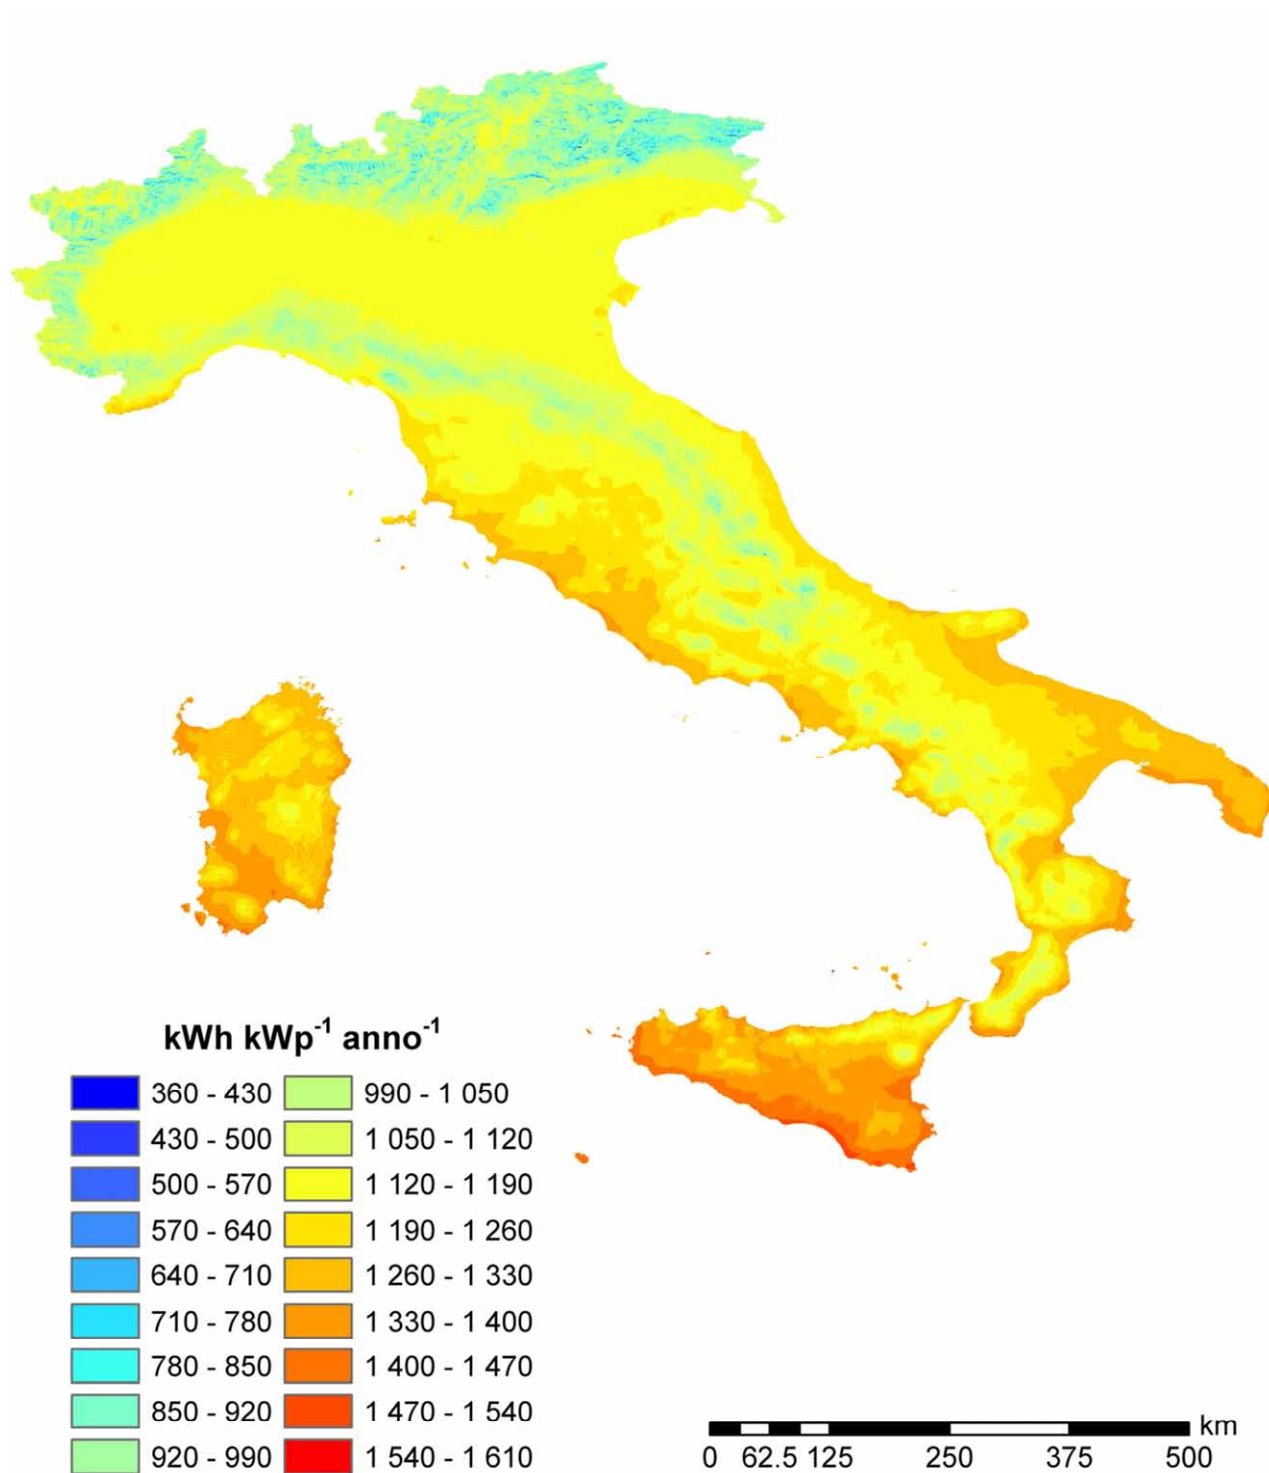 kWh kWp⁻¹ anno⁻¹
360 - 430 990 - 1 050
430 - 500 1 050 - 1 120
500 - 570 1 120 - 1 190
570 - 640 1 190 - 1 260
640 - 710 1 260 - 1 330
710 - 780 1 330 - 1 400
780 - 850 1 400 - 1 470
850 - 920 1 470 - 1 540
920 - 990 1 540 - 1 610
km
0 62.5 125 250 375 500